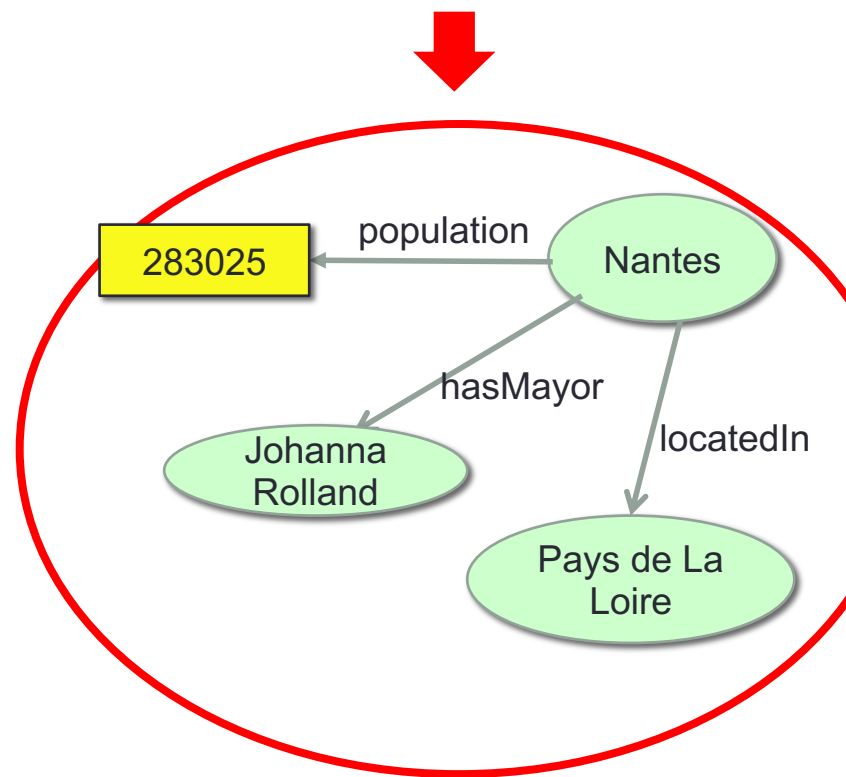 population
283025
Nantes
hasMayor
locatedIn
Johanna
Rolland
Pays de La
Loire